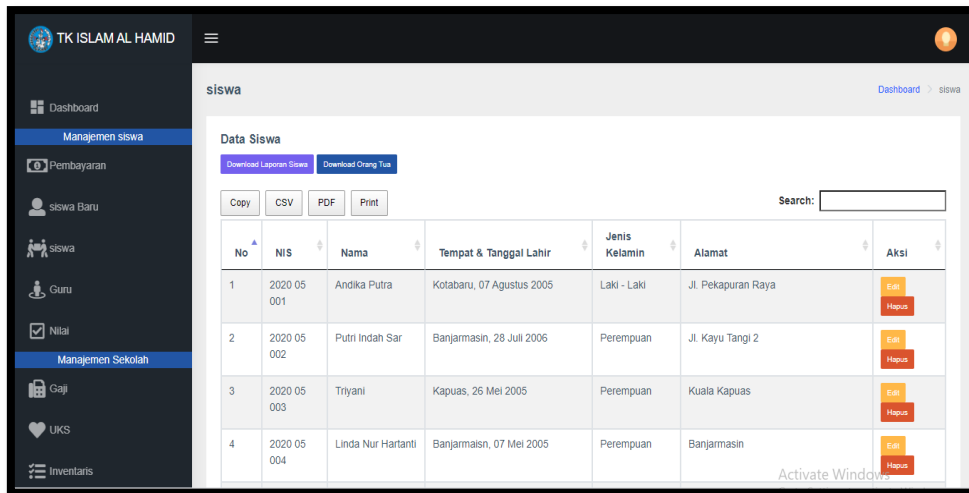 TK ISLAM AL HAMID
siswa
Dashboard > siswa
Dashboard
Manajemen siswa
Pembayaran
siswa Baru
siswa
Guru
Nilai
Manajemen Sekolah
Gaji
UKS
Inventaris
Data Siswa
Download Laporan Siswa Download Orang Tua
Copy CSV PDF Print Search:
No NIS Nama Tempat & Tanggal Lahir Jenis Kelamin Alamat Aksi
1 2020 05 001 Andika Putra Kotabaru, 07 Agustus 2005 Laki - Laki Jl. Pekapuran Raya Edit Hapus
2 2020 05 002 Putri Indah Sar Banjarmasin, 28 Juli 2006 Perempuan Jl. Kayu Tangi 2 Edit Hapus
3 2020 05 003 Triyani Kapuas, 26 Mei 2005 Perempuan Kuala Kapuas Edit Hapus
4 2020 05 004 Linda Nur Hartanti Banjarmaisn, 07 Mei 2005 Perempuan Banjarmasin Edit Hapus
Activate Windows